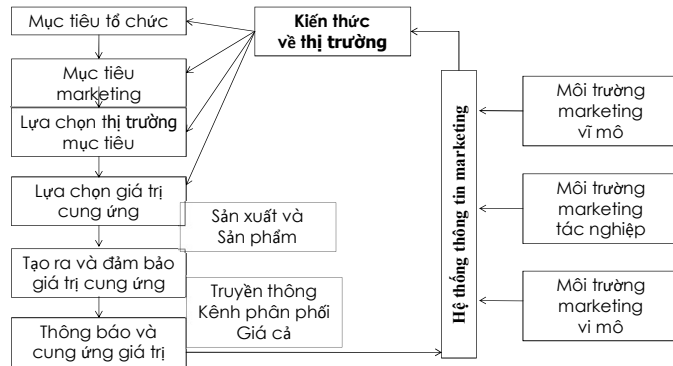 Mục tiêu tổ chức
Mục tiêu
marketing
Lựa chọn thị trường
mục tiêu
Lựa chọn giá trị
cung ứng
Tạo ra và đảm bảo
giá trị cung ứng
Thông báo và
cung ứng giá trị
Sản xuất và
Sản phẩm
Truyền thông
Kênh phân phối
Giá cả
Kiến thức
về thị trường
Hệ thống thông tin marketing
Môi trường
marketing
vĩ mô
Môi trường
marketing
tác nghiệp
Môi trường
marketing
vi mô